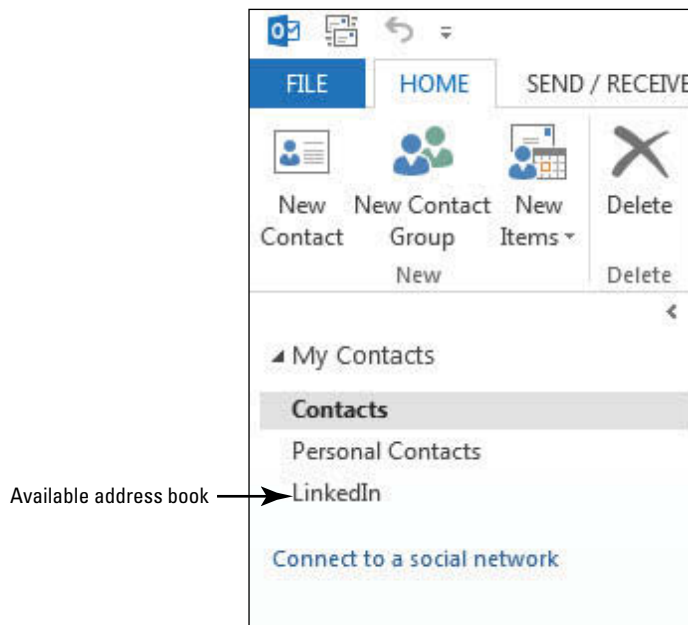 FILE HOME SEND / RECEIVE
New New Contact New Delete
Contact Group Items
New Delete
My Contacts
Contacts
Personal Contacts
Available address book LinkedIn
Connect to a social network